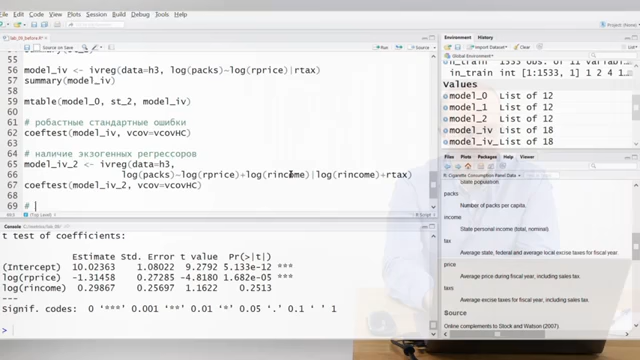 File Edit Code View Plots Session Build Debug Tools Help
lab_09_before.R*
Source on Save
Run
Source
summary(st_2)
55
56 model_iv <- ivreg(data=h3, log(packs)~log(rprice)|rtax)
57 summary(model_iv)
58
59 mtable(model_0, st_2, model_iv)
60
61 # робастные стандартные ошибки
62 coeftest(model_iv, vcov=vcovHC)
63
64 # наличие экзогенных регрессоров
65 model_iv_2 <- ivreg(data=h3,
66 log(packs)~log(rprice)+log(rincome)|log(rincome)+rtax)
67 coeftest(model_iv_2, vcov=vcovHC)
68
69 #
(Top Level)
R Script
Console
t test of coefficients:
Estimate Std. Error t value Pr(>|t|)
(Intercept) 10.02363 1.08022 9.2792 5.133e-12 ***
log(rprice) -1.31458 0.27285 -4.8180 1.682e-05 ***
log(rincome) 0.29867 0.25697 1.1622 0.2513
---
Signif. codes: 0 '***' 0.001 '**' 0.01 '*' 0.05 '.' 0.1 ' ' 1
>
Project: (None)
Environment History
Import Dataset Clear
in_train int [1:1533, 1] 1 2 4 1
Values
model_0 List of 12
model_1 List of 12
model_2 List of 12
model_iv List of 18
model_iv_ List of 18
Files Plots Packages Help Viewer
R: Cigarette Consumption Panel Data
State population.
packs
Number of packs per capita.
income
State personal income (total, nominal)
tax
Average state, federal and average local excise taxes for fiscal year.
price
Average price during fiscal year, including sales tax.
taxs
Average excise taxes for fiscal year, including sales tax.
Source
Online complements to Stock and Watson (2007).